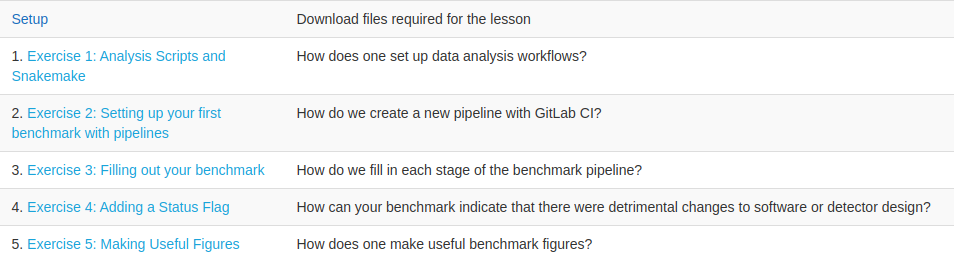 Setup
Download files required for the lesson
1. Exercise 1: Analysis Scripts and
Snakemake
How does one set up data analysis workflows?
2. Exercise 2: Setting up your first
benchmark with pipelines
How do we create a new pipeline with GitLab CI?
3. Exercise 3: Filling out your benchmark
How do we fill in each stage of the benchmark pipeline?
4. Exercise 4: Adding a Status Flag
How can your benchmark indicate that there were detrimental changes to software or detector design?
5. Exercise 5: Making Useful Figures
How does one make useful benchmark figures?